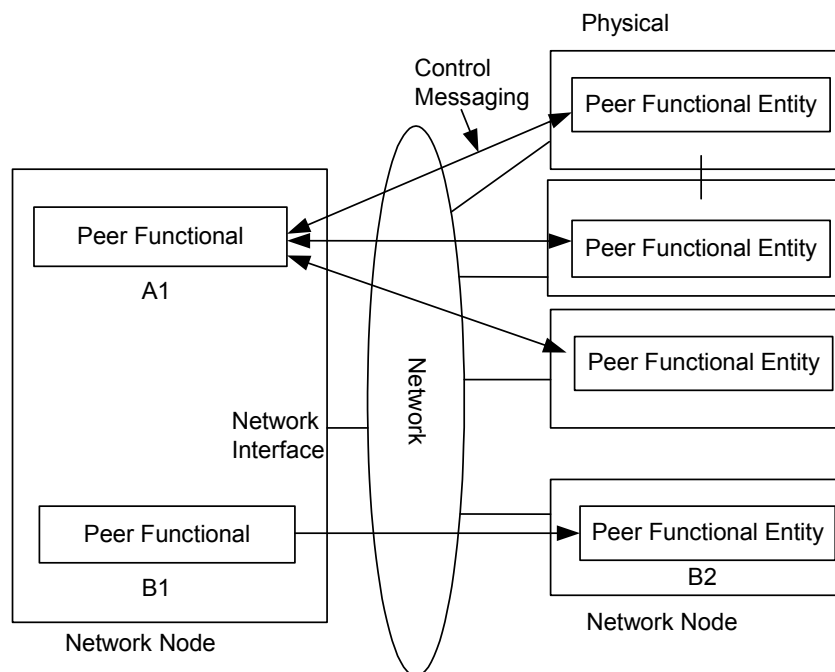 Physical
Control
Messaging
Peer Functional Entity
Peer Functional
A1
Peer Functional Entity
Peer Functional Entity
Network
Network
Interface
Peer Functional
B1
Peer Functional Entity
B2
Network Node
Network Node